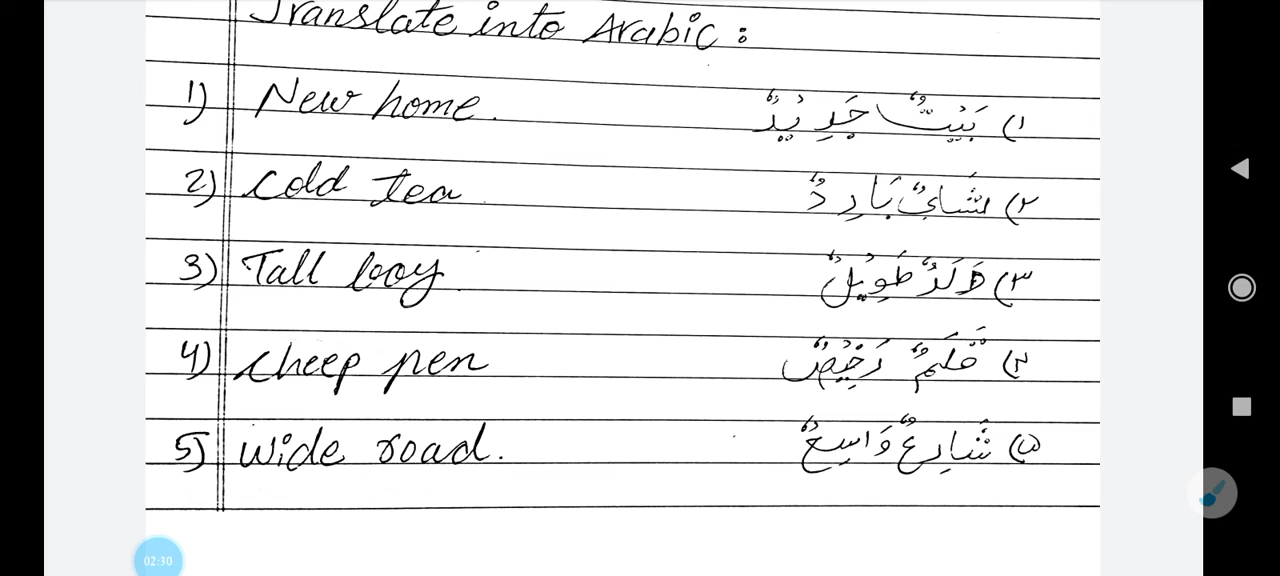 Translate into Arabic :
1) New home. ١) بَيْتٌ جَدِيْدٌ
2) cold tea ٢) شَايٌ بَارِدٌ
3) Tall boy. ٣) وَلَدٌ طَوِيْلٌ
4) cheep pen ٤) قَلَمٌ رَخِيْصٌ
5) wide road. ٥) شَارِعٌ وَاسِعٌ
02:30